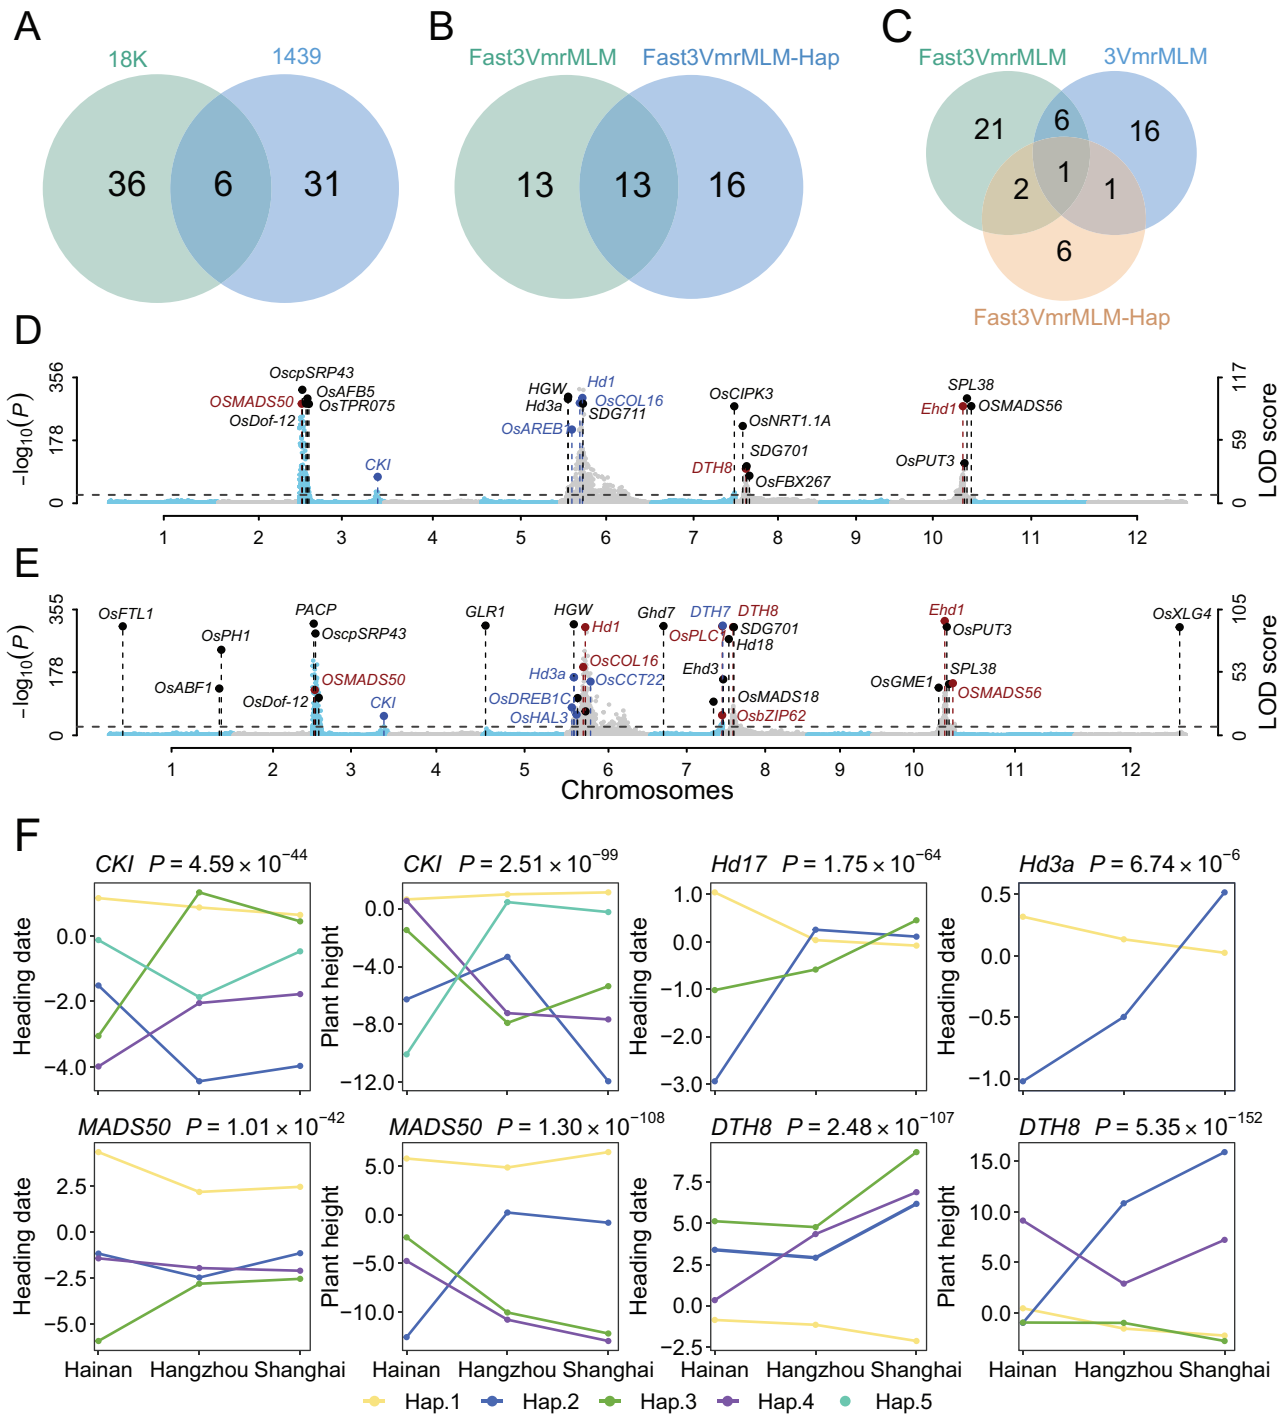 A
B
C
18K
1439
36
6
31
Fast3VmrMLM
Fast3VmrMLM-Hap
13
13
16
Fast3VmrMLM
3VmrMLM
21
6
16
1
2
1
6
Fast3VmrMLM-Hap
D
−log10(P)
356
178
0
117
59
0
LOD score
OscpSRP43
OSMADS50
OsAFB5
OsTPR075
OsDof-12
CKI
HGW
Hd3a
Hd1
OsCOL16
SDG711
OsAREB1
OsCIPK3
OsNRT1.1A
SDG701
DTH8
OsFBX267
SPL38
Ehd1
OSMADS56
OsPUT3
1 2 3 4 5 6 7 8 9 10 11 12
E
−log10(P)
355
178
0
105
53
0
LOD score
OsFTL1
OsPH1
OsABF1
PACP
OscpSRP43
OSMADS50
OsDof-12
CKI
GLR1
HGW
Hd1
OsCOL16
Hd3a
OsCCT22
OsDREB1C
OsHAL3
Ghd7
DTH7
DTH8
OsPLC1
SDG701
Hd18
Ehd3
OsMADS18
OsbZIP62
Ehd1
OsPUT3
SPL38
OsGME1
OSMADS56
OsXLG4
1 2 3 4 5 6 7 8 9 10 11 12
Chromosomes
F
CKI P = 4.59 × 10−44
Heading date
0.0
−2.0
−4.0
CKI P = 2.51 × 10−99
Plant height
0.0
−4.0
−8.0
−12.0
Hd17 P = 1.75 × 10−64
Heading date
1.0
0.0
−1.0
−2.0
−3.0
Hd3a P = 6.74 × 10−6
Heading date
0.5
0.0
−0.5
−1.0
MADS50 P = 1.01 × 10−42
Heading date
2.5
0.0
−2.5
−5.0
Hainan Hangzhou Shanghai
MADS50 P = 1.30 × 10−108
Plant height
5.0
0.0
−5.0
−10.0
Hainan Hangzhou Shanghai
DTH8 P = 2.48 × 10−107
Heading date
7.5
5.0
2.5
0.0
−2.5
Hainan Hangzhou Shanghai
DTH8 P = 5.35 × 10−152
Plant height
15.0
10.0
5.0
0.0
Hainan Hangzhou Shanghai
Hap.1 Hap.2 Hap.3 Hap.4 Hap.5